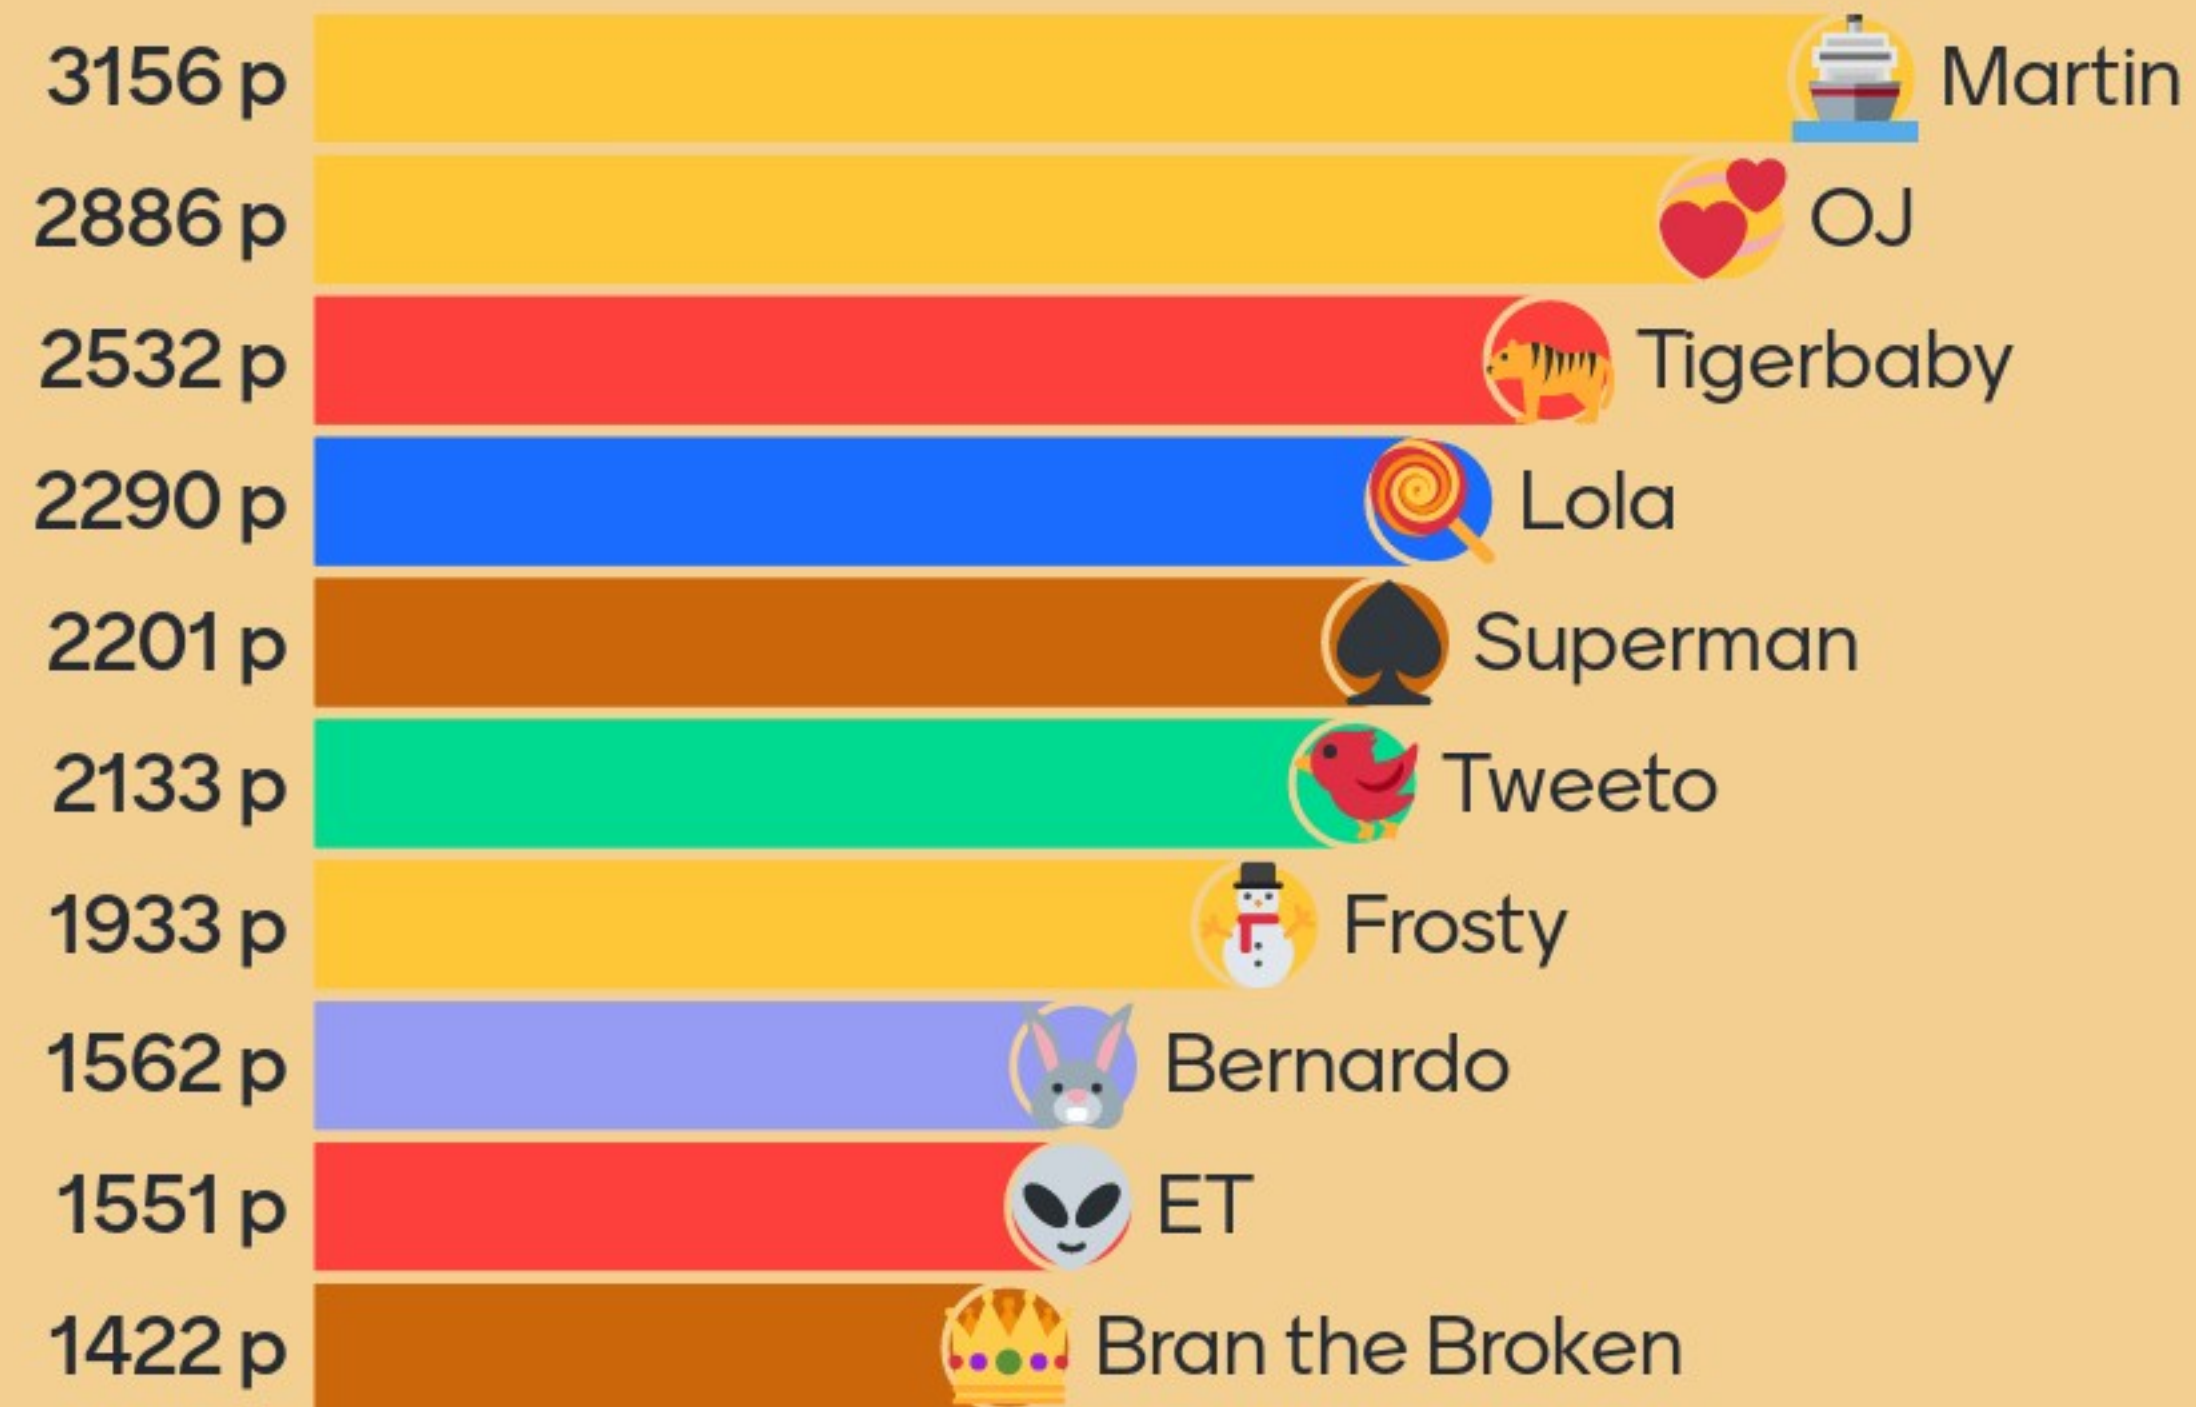 3156 p Martin
2886 p OJ
2532 p Tigerbaby
2290 p Lola
2201 p Superman
2133 p Tweeto
1933 p Frosty
1562 p Bernardo
1551 p ET
1422 p Bran the Broken